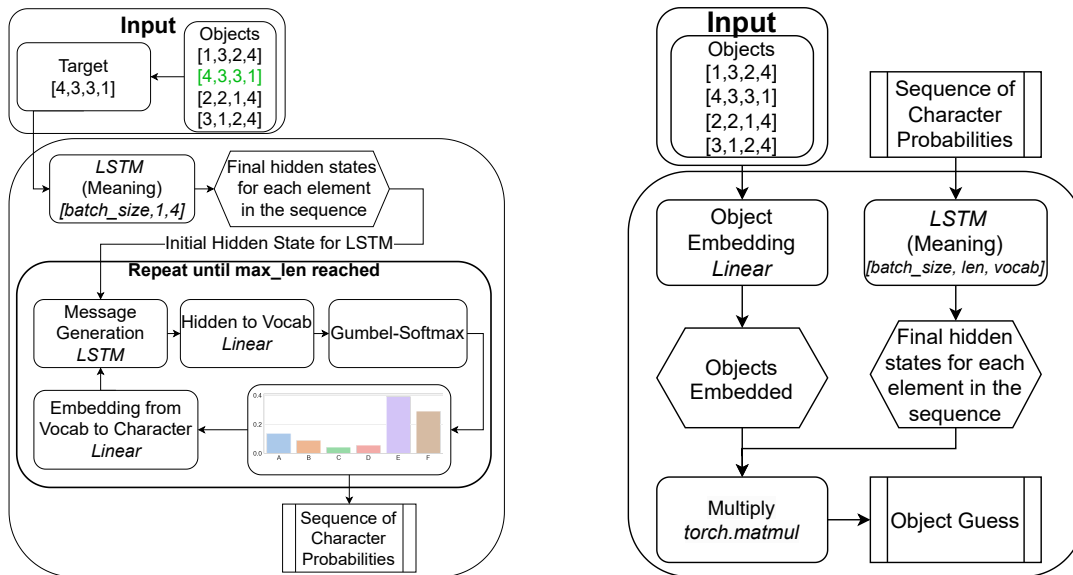 Input
Objects
[1,3,2,4]
[4,3,3,1]
[2,2,1,4]
[3,1,2,4]
Target
[4,3,3,1]
LSTM
(Meaning)
[batch_size,1,4]
Final hidden states
for each element
in the sequence
Initial Hidden State for LSTM
Repeat until max_len reached
Message
Generation
LSTM
Hidden to Vocab
Linear
Gumbel-Softmax
Embedding from
Vocab to Character
Linear
0.4
0.2
0.0
A B C D E F
Sequence of
Character
Probabilities
Input
Objects
[1,3,2,4]
[4,3,3,1]
[2,2,1,4]
[3,1,2,4]
Sequence of
Character
Probabilities
Object
Embedding
Linear
LSTM
(Meaning)
[batch_size, len, vocab]
Objects
Embedded
Final hidden
states for each
element in the
sequence
Multiply
torch.matmul
Object Guess